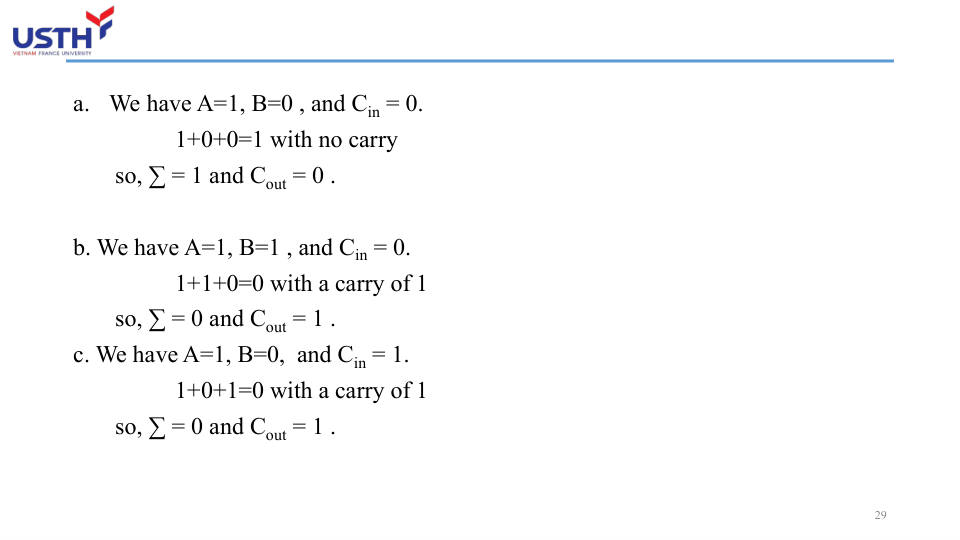 USTH
VIETNAM FRANCE UNIVERSITY
a. We have A=1, B=0 , and Cin = 0.
1+0+0=1 with no carry
so, ∑ = 1 and Cout = 0 .
b. We have A=1, B=1 , and Cin = 0.
1+1+0=0 with a carry of 1
so, ∑ = 0 and Cout = 1 .
c. We have A=1, B=0,  and Cin = 1.
1+0+1=0 with a carry of 1
so, ∑ = 0 and Cout = 1 .
29